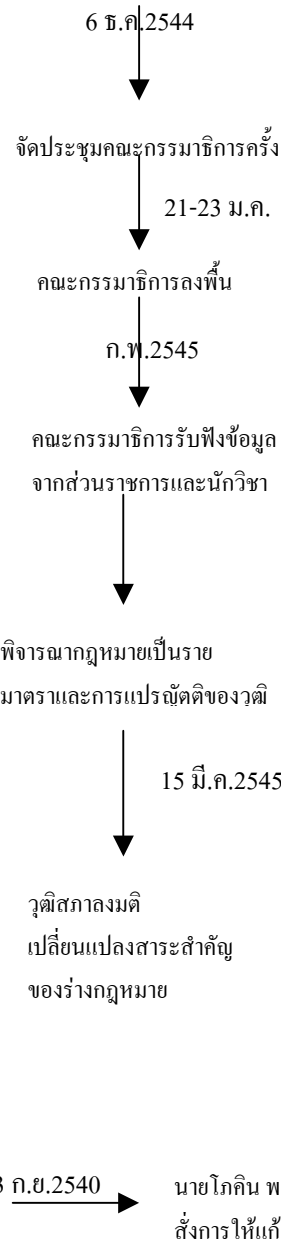 6 ธ.ค.2544
จัดประชุมคณะกรรมาธิการครั้ง
21-23 ม.ค.
คณะกรรมาธิการลงพื้น
ก.พ.2545
คณะกรรมาธิการรับฟังข้อมูล
จากส่วนราชการและนักวิชา
พิจารณากฎหมายเป็นราย
มาตราและการแปรญัตติของวุฒิ
15 มี.ค.2545
วุฒิสภาลงมติ
เปลี่ยนแปลงสาระสำคัญ
ของร่างกฎหมาย
3 ก.ย.2540
นายโภคิน พ
สั่งการให้แก้